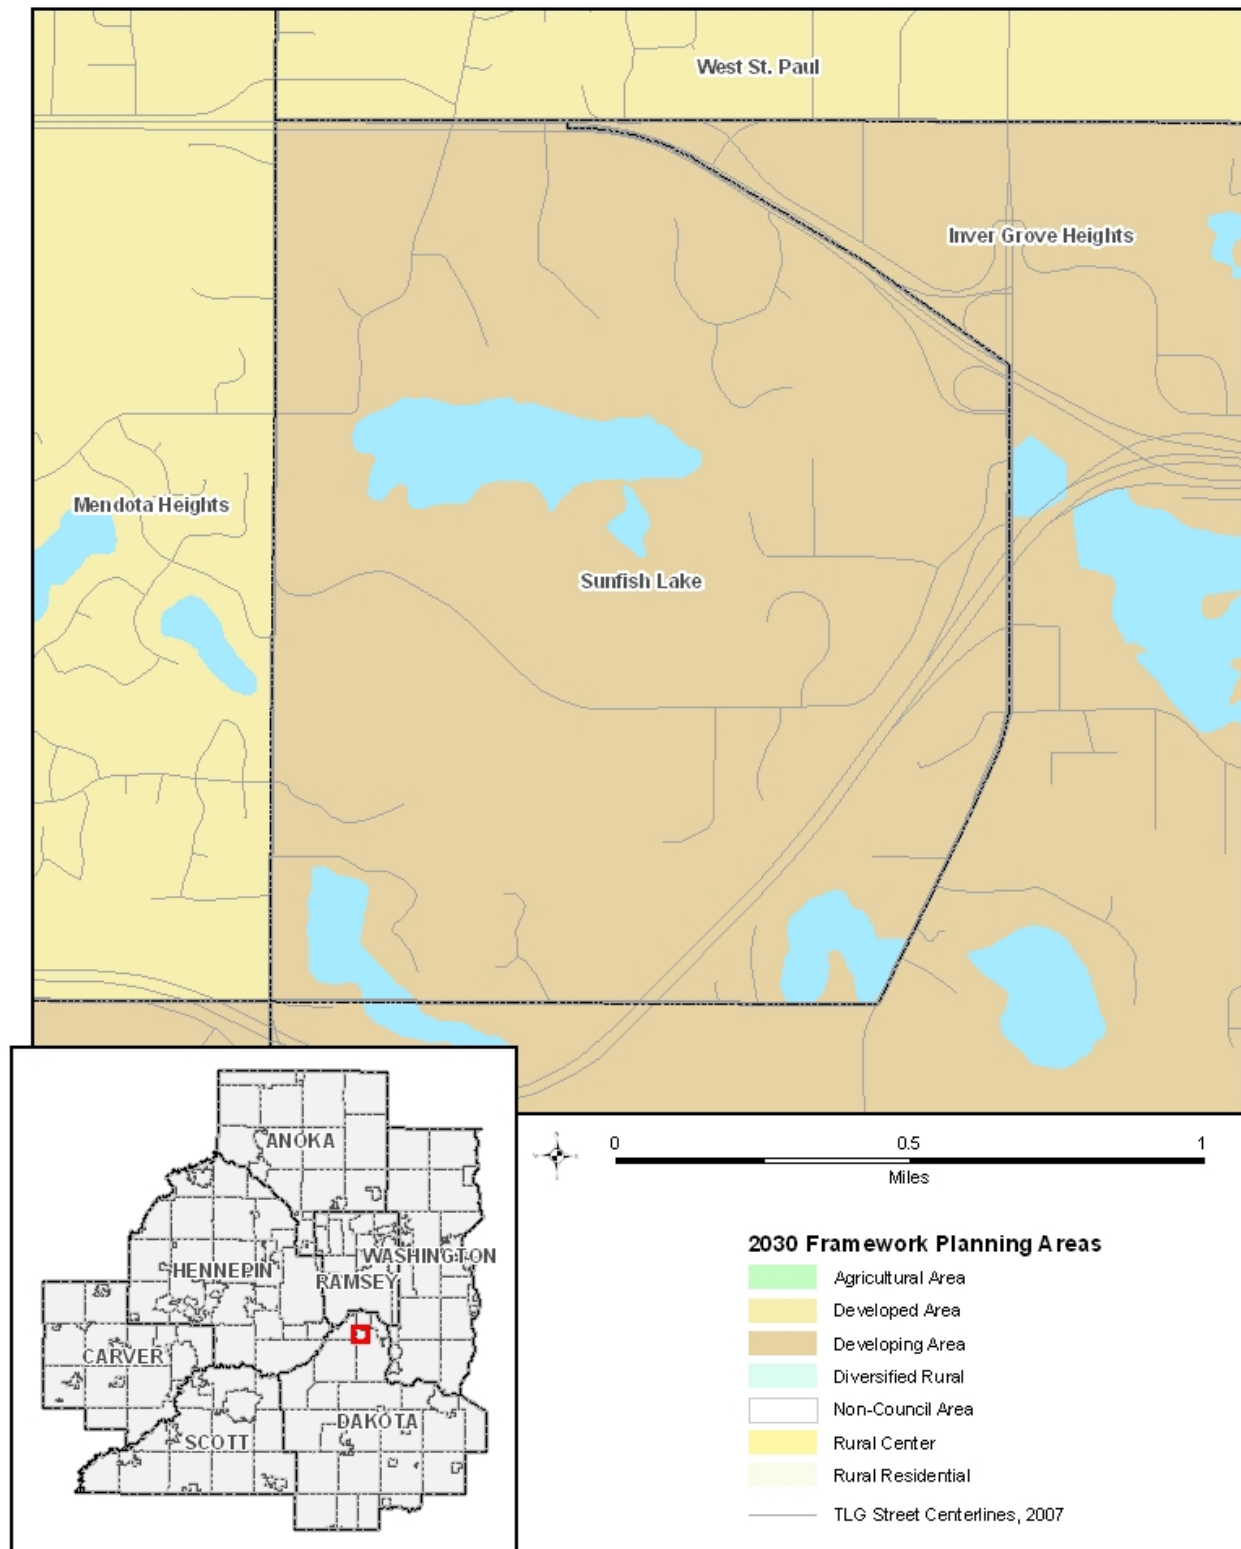 West St. Paul
Inver Grove Heights
Mendota Heights
Sunfish Lake
ANOKA
WASHINGTON
HENNEPIN
RAMSEY
CARVER
DAKOTA
SCOTT
0 0.5 1
Miles
2030 Framework Planning Areas
Agricultural Area
Developed Area
Developing Area
Diversified Rural
Non-Council Area
Rural Center
Rural Residential
TLG Street Centerlines, 2007